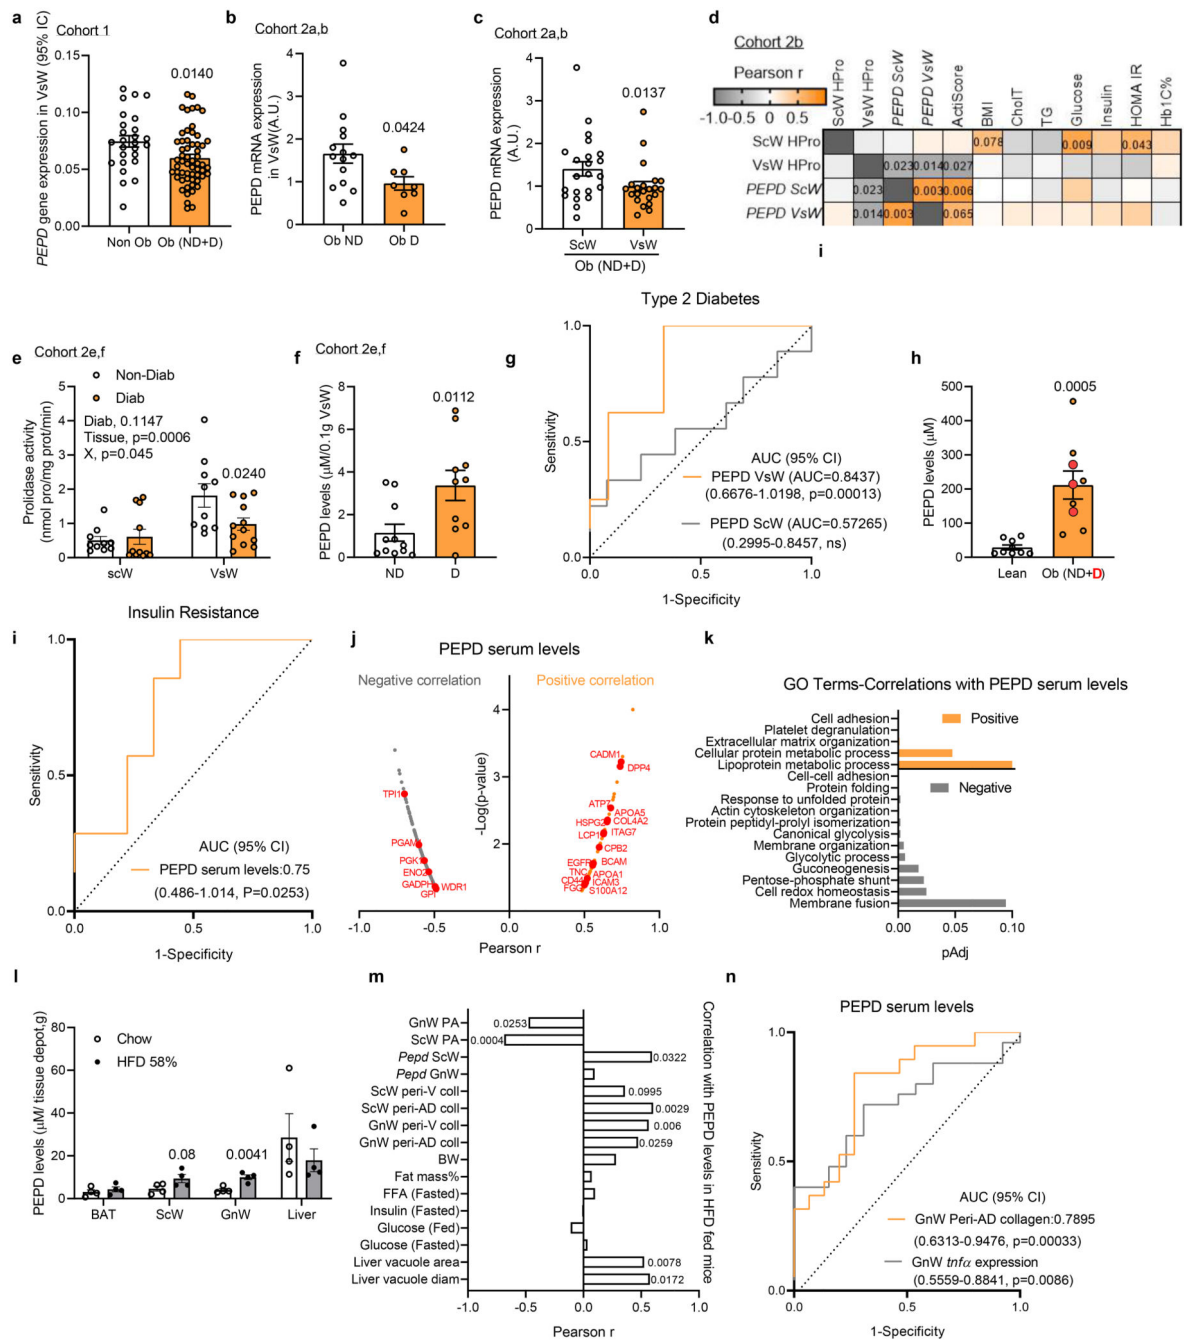 a
Cohort 1
PEPD gene expression in VsW (95% IC)
0.15
0.10
0.05
0.00
0.0140
Non Ob
Ob (ND+D)
b
Cohort 2a,b
PEPD mRNA expression
in VsW(A.U.)
4
3
2
1
0
0.0424
Ob ND
Ob D
c
Cohort 2a,b
PEPD mRNA expression
(A.U.)
4
3
2
1
0
0.0137
ScW
VsW
Ob (ND+D)
d
Cohort 2b
Pearson r
-1.0 -0.5 0 0.5
ScW HPro
VsW HPro
PEPD ScW
PEPD VsW
ActiScore
BMI
CholT
TG
Glucose
Insulin
HOMA IR
Hb1C%
ScW HPro
0.078
0.009
0.043
VsW HPro
0.023 0.014 0.027
PEPD ScW
0.023
0.003 0.006
PEPD VsW
0.014 0.003
0.065
i
e
Cohort 2e,f
Non-Diab
Diab
Diab, 0.1147
Tissue, p=0.0006
X, p=0.045
Prolidase activity
(nmol pro/mg prot/min)
5
4
3
2
1
0
0.0240
scW
VsW
f
Cohort 2e,f
PEPD levels (µM/0.1g VsW)
8
6
4
2
0
0.0112
ND
D
g
Type 2 Diabetes
Sensitivity
1.0
0.5
0.0
0.0
0.5
1.0
1-Specificity
AUC (95% CI)
PEPD VsW (AUC=0.8437)
(0.6676-1.0198, p=0.00013)
PEPD ScW (AUC=0.57265)
(0.2995-0.8457, ns)
h
PEPD levels (µM)
500
400
300
200
100
0
0.0005
Lean
Ob (ND+D)
i
Insulin Resistance
Sensitivity
1.0
0.5
0.0
0.0
0.5
1.0
1-Specificity
AUC (95% CI)
PEPD serum levels:0.75
(0.486-1.014, P=0.0253)
j
PEPD serum levels
Negative correlation
Positive correlation
-Log(p-value)
4
3
2
CADM1
DPP4
TPI1
ATP7
APOA5
HSPG2
COL4A2
LCP1
ITAG7
PGAM
CPB2
PGK1
EGFR
BCAM
ENO2
TNC
APOA1
GADPH
WDR1
CD44
ICAM3
GPI
FGG
S100A12
-1.0
-0.5
0.0
0.5
1.0
Pearson r
k
GO Terms-Correlations with PEPD serum levels
Cell adhesion
Platelet degranulation
Extracellular matrix organization
Cellular protein metabolic process
Lipoprotein metabolic process
Cell-cell adhesion
Protein folding
Response to unfolded protein
Actin cytoskeleton organization
Protein peptidyl-prolyl isomerization
Canonical glycolysis
Membrane organization
Glycolytic process
Gluconeogenesis
Pentose-phosphate shunt
Cell redox homeostasis
Membrane fusion
Positive
Negative
0.00
0.05
0.10
pAdj
l
PEPD levels (µM/ tissue depot,g)
80
60
40
20
0
Chow
HFD 58%
0.08
0.0041
BAT
ScW
GnW
Liver
m
GnW PA
0.0253
ScW PA
0.0004
Pepd ScW
0.0322
Pepd GnW
ScW peri-V coll
0.0995
ScW peri-AD coll
0.0029
GnW peri-V coll
0.006
GnW peri-AD coll
0.0259
BW
Fat mass%
FFA (Fasted)
Insulin (Fasted)
Glucose (Fed)
Glucose (Fasted)
Liver vacuole area
0.0078
Liver vacuole diam
0.0172
-1.0
-0.5
0.0
0.5
1.0
Pearson r
Correlation with PEPD levels in HFD fed mice
n
PEPD serum levels
Sensitivity
1.0
0.5
0.0
0.0
0.5
1.0
1-Specificity
AUC (95% CI)
GnW Peri-AD collagen:0.7895
(0.6313-0.9476, p=0.00033)
GnW tnfα expression
(0.5559-0.8841, p=0.0086)